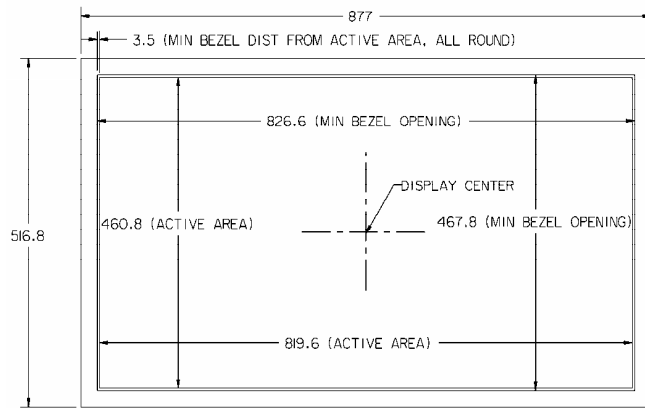 877
3.5 (MIN BEZEL DIST FROM ACTIVE AREA, ALL ROUND)
826.6 (MIN BEZEL OPENING)
DISPLAY CENTER
460.8 (ACTIVE AREA)
467.8 (MIN BEZEL OPENING)
516.8
819.6 (ACTIVE AREA)